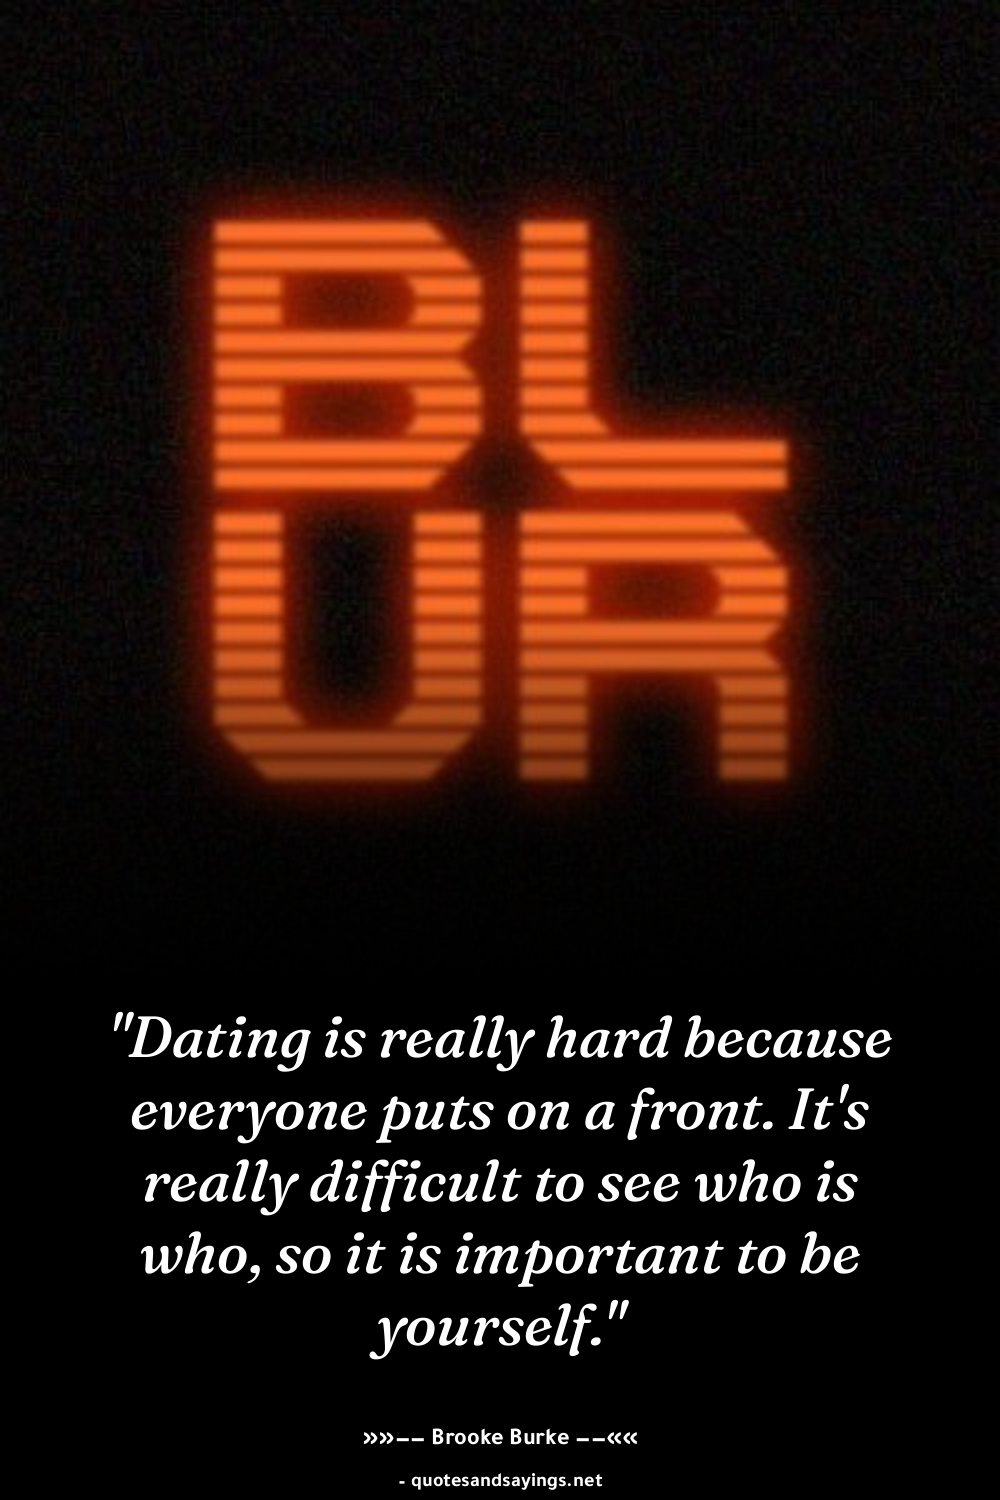 BL
UR
"Dating is really hard because
everyone puts on a front. It's
really difficult to see who is
who, so it is important to be
yourself."
»»—— Brooke Burke ——««
- quotesandsayings.net